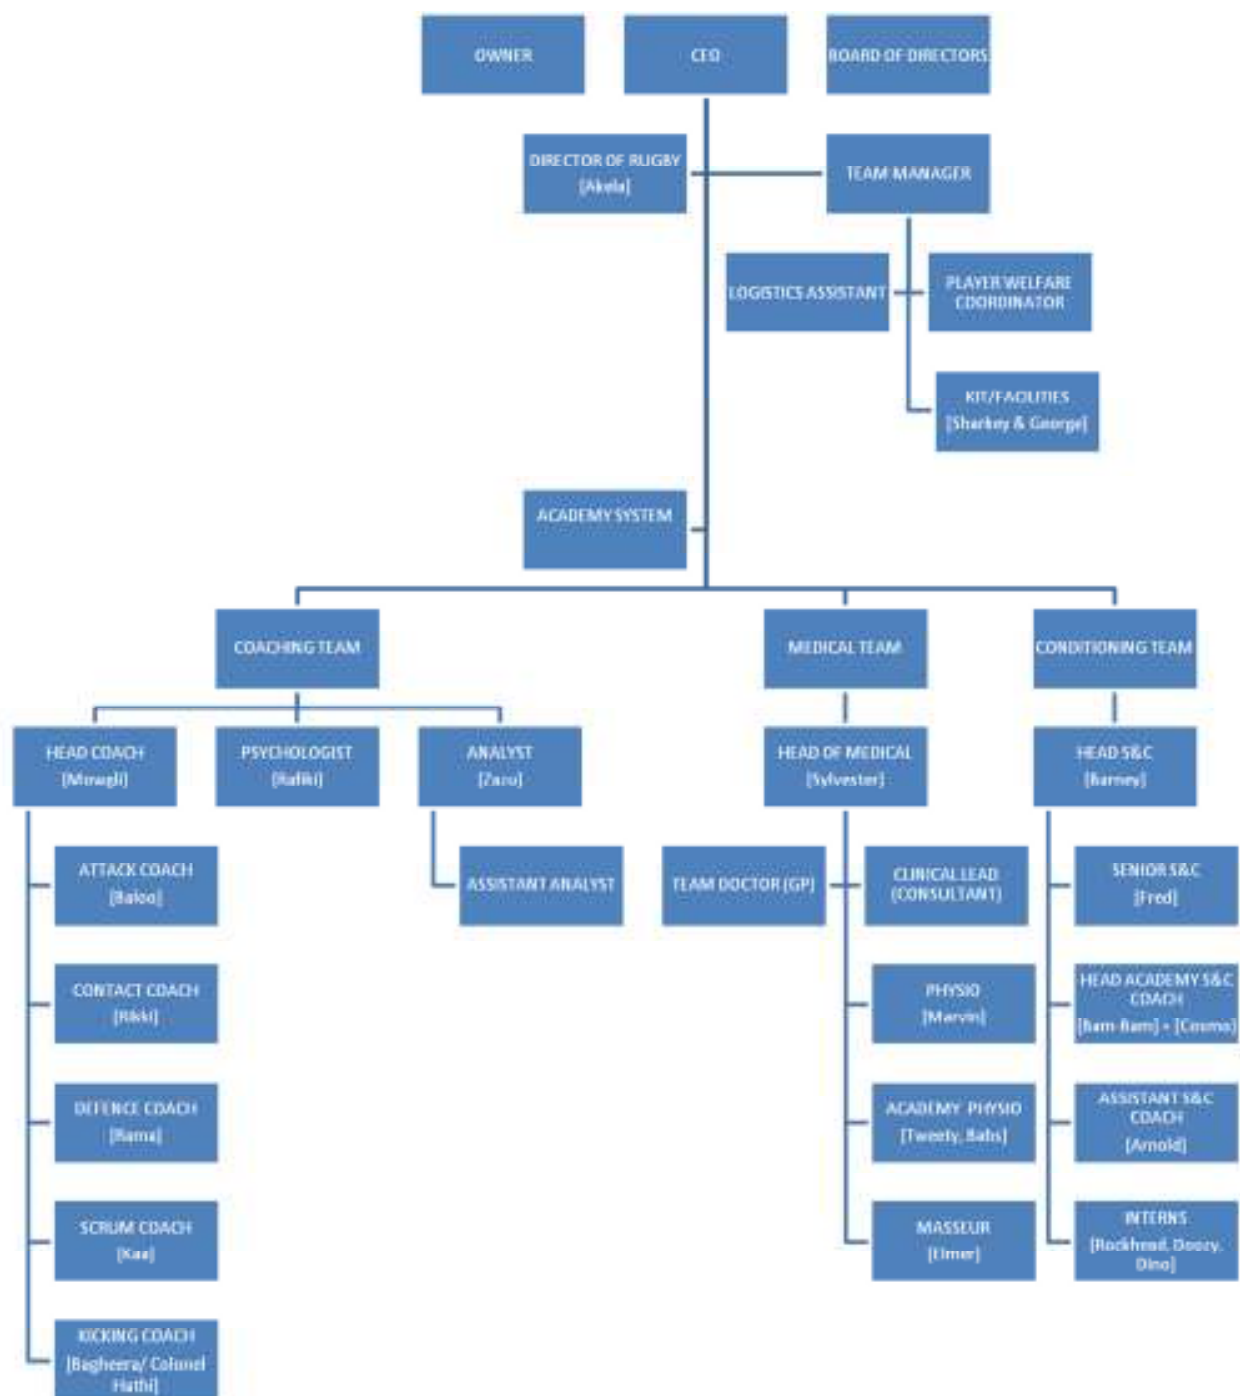 OWNER
CEO
BOARD OF DIRECTORS
DIRECTOR OF RUGBY
[Akela]
TEAM MANAGER
LOGISTICS ASSISTANT
PLAYER WELFARE
COORDINATOR
KIT/FACILITIES
[Sharkey & George]
ACADEMY SYSTEM
COACHING TEAM
MEDICAL TEAM
CONDITIONING TEAM
HEAD COACH
[Mowgli]
PSYCHOLOGIST
[Rafiki]
ANALYST
[Zazu]
HEAD OF MEDICAL
[Sylvester]
HEAD S&C
[Barney]
ATTACK COACH
[Baloo]
ASSISTANT ANALYST
TEAM DOCTOR (GP)
CLINICAL LEAD
(CONSULTANT)
SENIOR S&C
[Fred]
CONTACT COACH
[Rikki]
PHYSIO
[Marvin]
HEAD ACADEMY S&C
COACH
[Bam-Bam] + [Cosmo]
DEFENCE COACH
[Rama]
ACADEMY PHYSIO
[Tweety, Babs]
ASSISTANT S&C
COACH
[Arnold]
SCRUM COACH
[Kaa]
MASSEUR
[Elmer]
INTERNS
[Rockhead, Doozy,
Dino]
KICKING COACH
[Bagheera/ Colonel
Hathi]